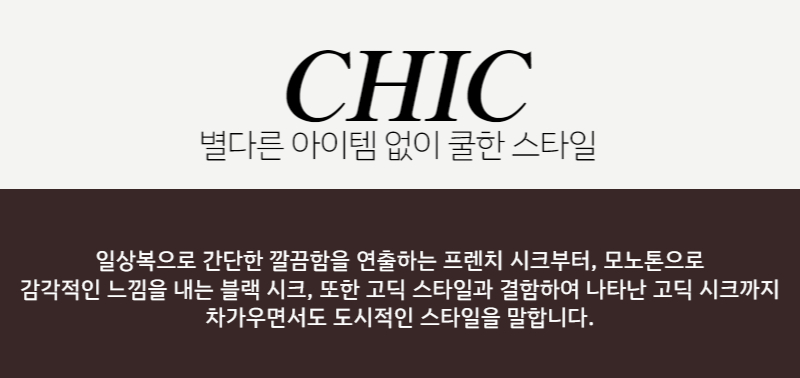 CHIC
별다른 아이템 없이 쿨한 스타일
일상복으로 간단한 깔끔함을 연출하는 프렌치 시크부터, 모노톤으로
감각적인 느낌을 내는 블랙 시크, 또한 고딕 스타일과 결합하여 나타난 고딕 시크까지
차가우면서도 도시적인 스타일을 말합니다.